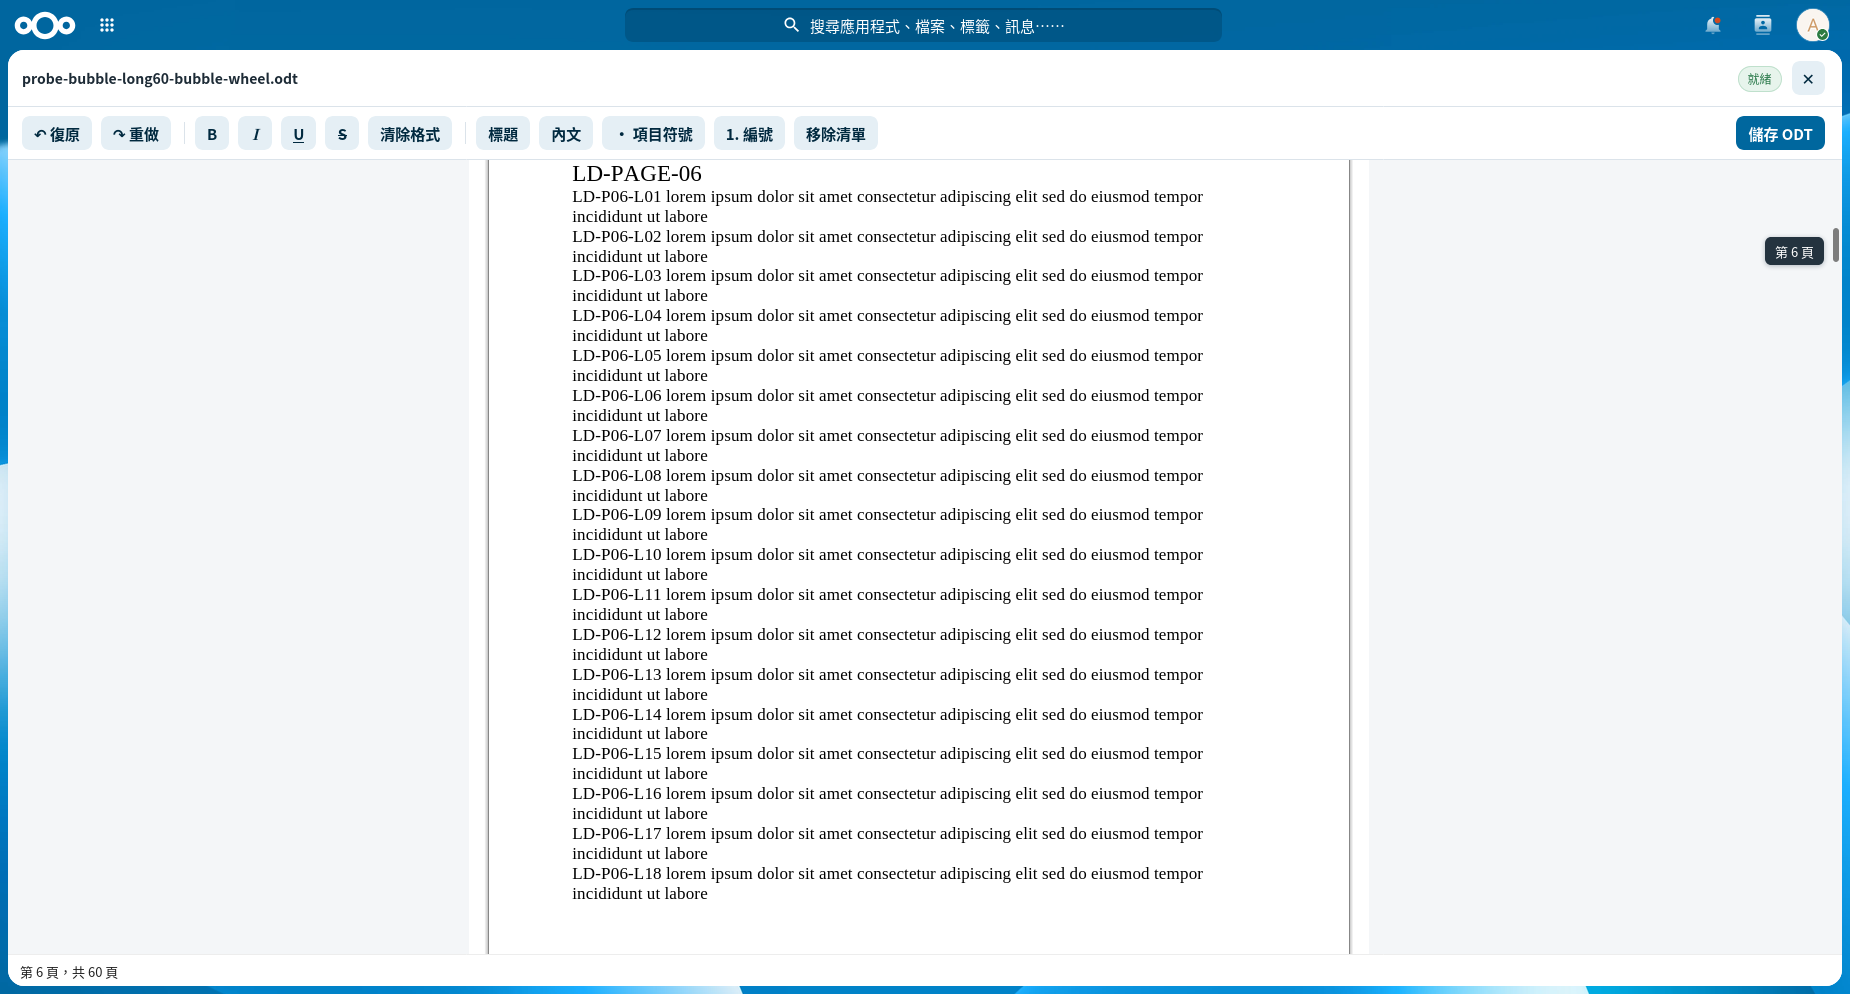 搜尋應用程式、檔案、標籤、訊息……
A
probe-bubble-long60-bubble-wheel.odt
就緒
×
↶ 復原
↷ 重做
B
I
U
S
清除格式
標題
內文
• 項目符號
1. 編號
移除清單
儲存 ODT
LD-PAGE-06
LD-P06-L01 lorem ipsum dolor sit amet consectetur adipiscing elit sed do eiusmod tempor
incididunt ut labore
LD-P06-L02 lorem ipsum dolor sit amet consectetur adipiscing elit sed do eiusmod tempor
incididunt ut labore
LD-P06-L03 lorem ipsum dolor sit amet consectetur adipiscing elit sed do eiusmod tempor
incididunt ut labore
LD-P06-L04 lorem ipsum dolor sit amet consectetur adipiscing elit sed do eiusmod tempor
incididunt ut labore
LD-P06-L05 lorem ipsum dolor sit amet consectetur adipiscing elit sed do eiusmod tempor
incididunt ut labore
LD-P06-L06 lorem ipsum dolor sit amet consectetur adipiscing elit sed do eiusmod tempor
incididunt ut labore
LD-P06-L07 lorem ipsum dolor sit amet consectetur adipiscing elit sed do eiusmod tempor
incididunt ut labore
LD-P06-L08 lorem ipsum dolor sit amet consectetur adipiscing elit sed do eiusmod tempor
incididunt ut labore
LD-P06-L09 lorem ipsum dolor sit amet consectetur adipiscing elit sed do eiusmod tempor
incididunt ut labore
LD-P06-L10 lorem ipsum dolor sit amet consectetur adipiscing elit sed do eiusmod tempor
incididunt ut labore
LD-P06-L11 lorem ipsum dolor sit amet consectetur adipiscing elit sed do eiusmod tempor
incididunt ut labore
LD-P06-L12 lorem ipsum dolor sit amet consectetur adipiscing elit sed do eiusmod tempor
incididunt ut labore
LD-P06-L13 lorem ipsum dolor sit amet consectetur adipiscing elit sed do eiusmod tempor
incididunt ut labore
LD-P06-L14 lorem ipsum dolor sit amet consectetur adipiscing elit sed do eiusmod tempor
incididunt ut labore
LD-P06-L15 lorem ipsum dolor sit amet consectetur adipiscing elit sed do eiusmod tempor
incididunt ut labore
LD-P06-L16 lorem ipsum dolor sit amet consectetur adipiscing elit sed do eiusmod tempor
incididunt ut labore
LD-P06-L17 lorem ipsum dolor sit amet consectetur adipiscing elit sed do eiusmod tempor
incididunt ut labore
LD-P06-L18 lorem ipsum dolor sit amet consectetur adipiscing elit sed do eiusmod tempor
incididunt ut labore
第 6 頁
第 6 頁，共 60 頁